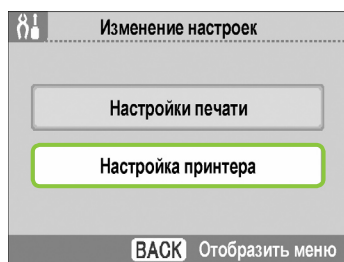 Изменение настроек
Настройки печати
Настройка принтера
BACK Отобразить меню